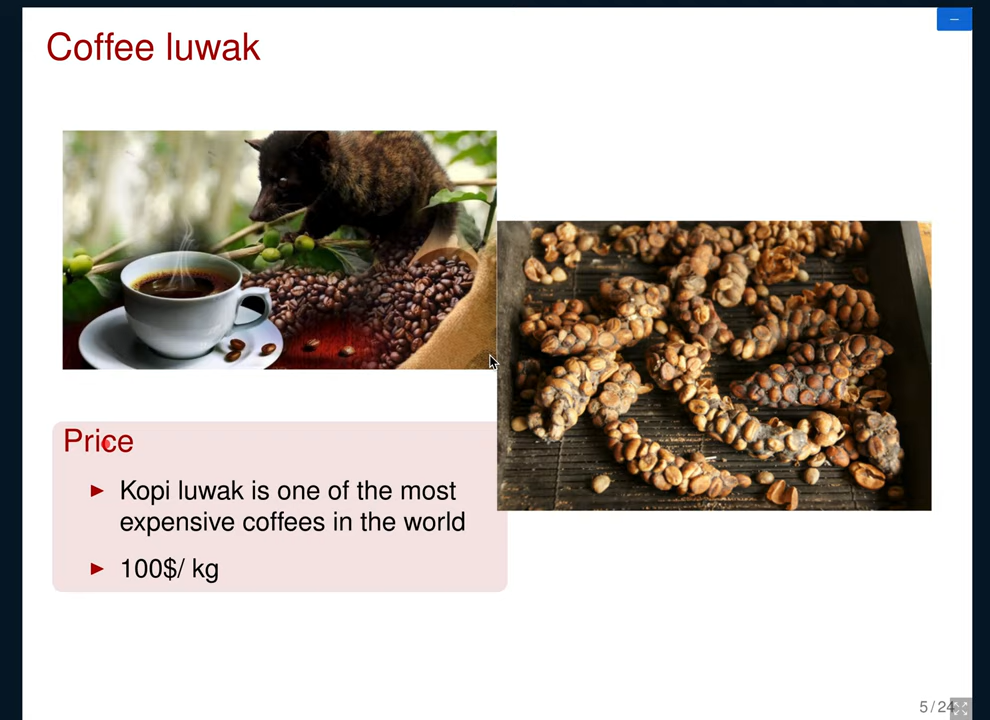 Coffee luwak
Price
► Kopi luwak is one of the most
expensive coffees in the world
► 100$/ kg
5/24